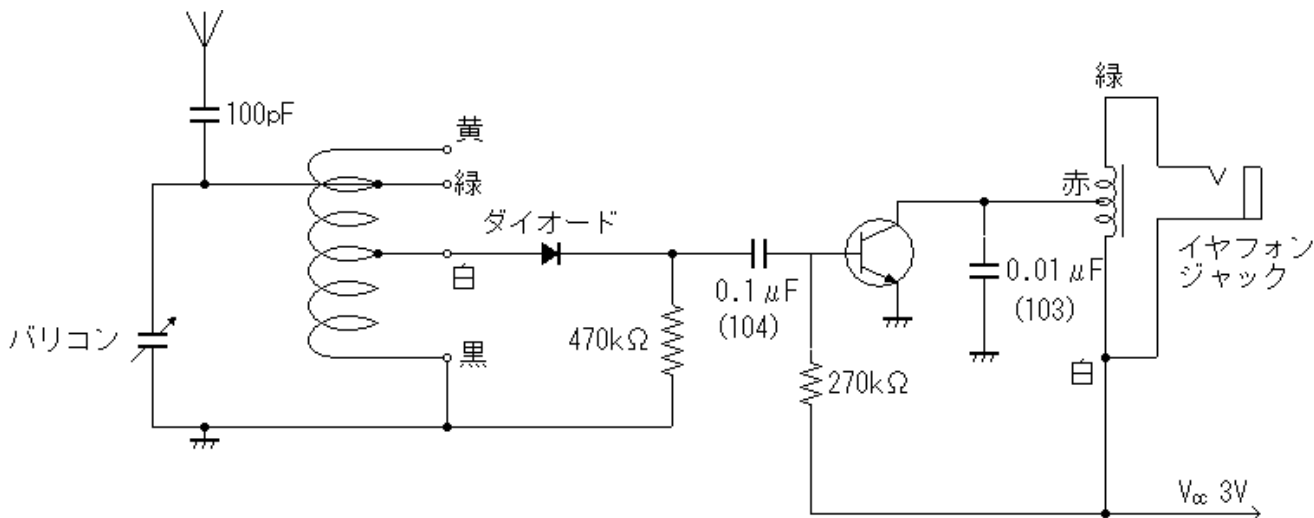 緑
100pF
黄
緑
赤
ダイオード
白
イヤフォン
ジャック
0.1μF
(104)
0.01μF
(103)
バリコン
470kΩ
黒
270kΩ
白
Vcc 3V